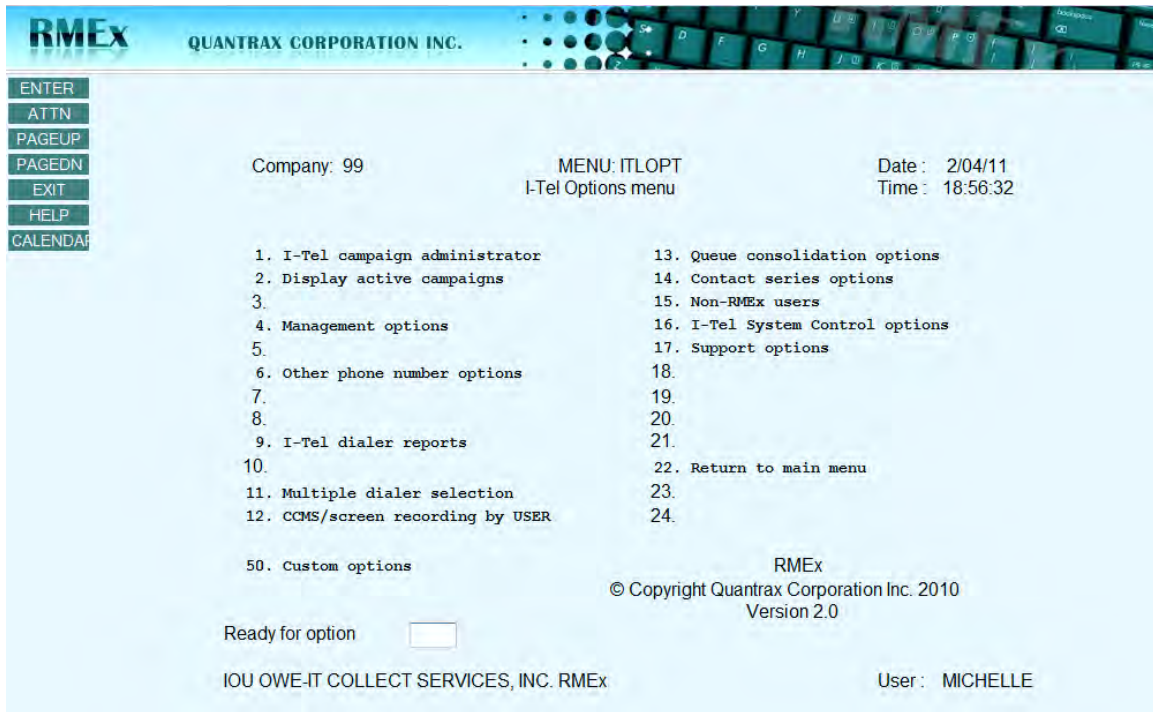 RMEx
QUANTRAX CORPORATION INC.
ENTER
ATTN
PAGEUP
PAGEDN
EXIT
HELP
CALENDAR
Company: 99 MENU: ITLOPT Date : 2/04/11
I-Tel Options menu Time : 18:56:32
1. I-Tel campaign administrator 13. Queue consolidation options
2. Display active campaigns 14. Contact series options
3. 15. Non-RMEx users
4. Management options 16. I-Tel System Control options
5. 17. Support options
6. Other phone number options 18.
7. 19.
8. 20.
9. I-Tel dialer reports 21.
10. 22. Return to main menu
11. Multiple dialer selection 23.
12. CCMS/screen recording by USER 24.
50. Custom options RMEx
© Copyright Quantrax Corporation Inc. 2010
Version 2.0
Ready for option
IOU OWE-IT COLLECT SERVICES, INC. RMEx User : MICHELLE